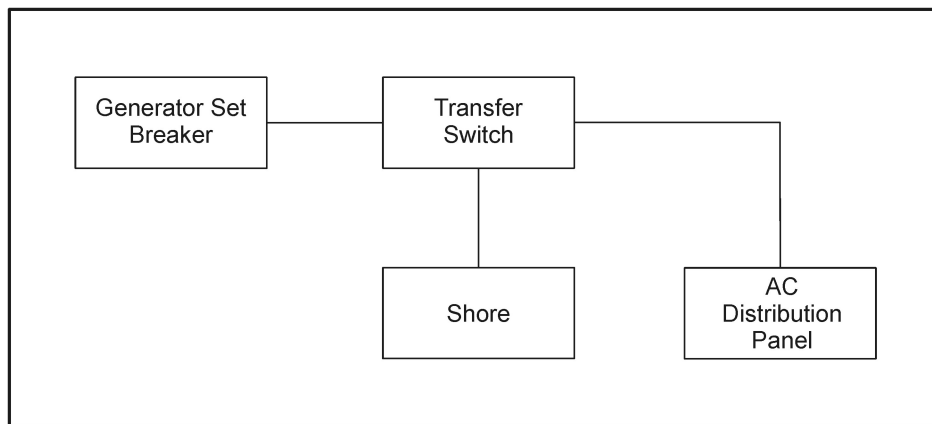 Generator Set
Breaker
Transfer
Switch
Shore
AC
Distribution
Panel